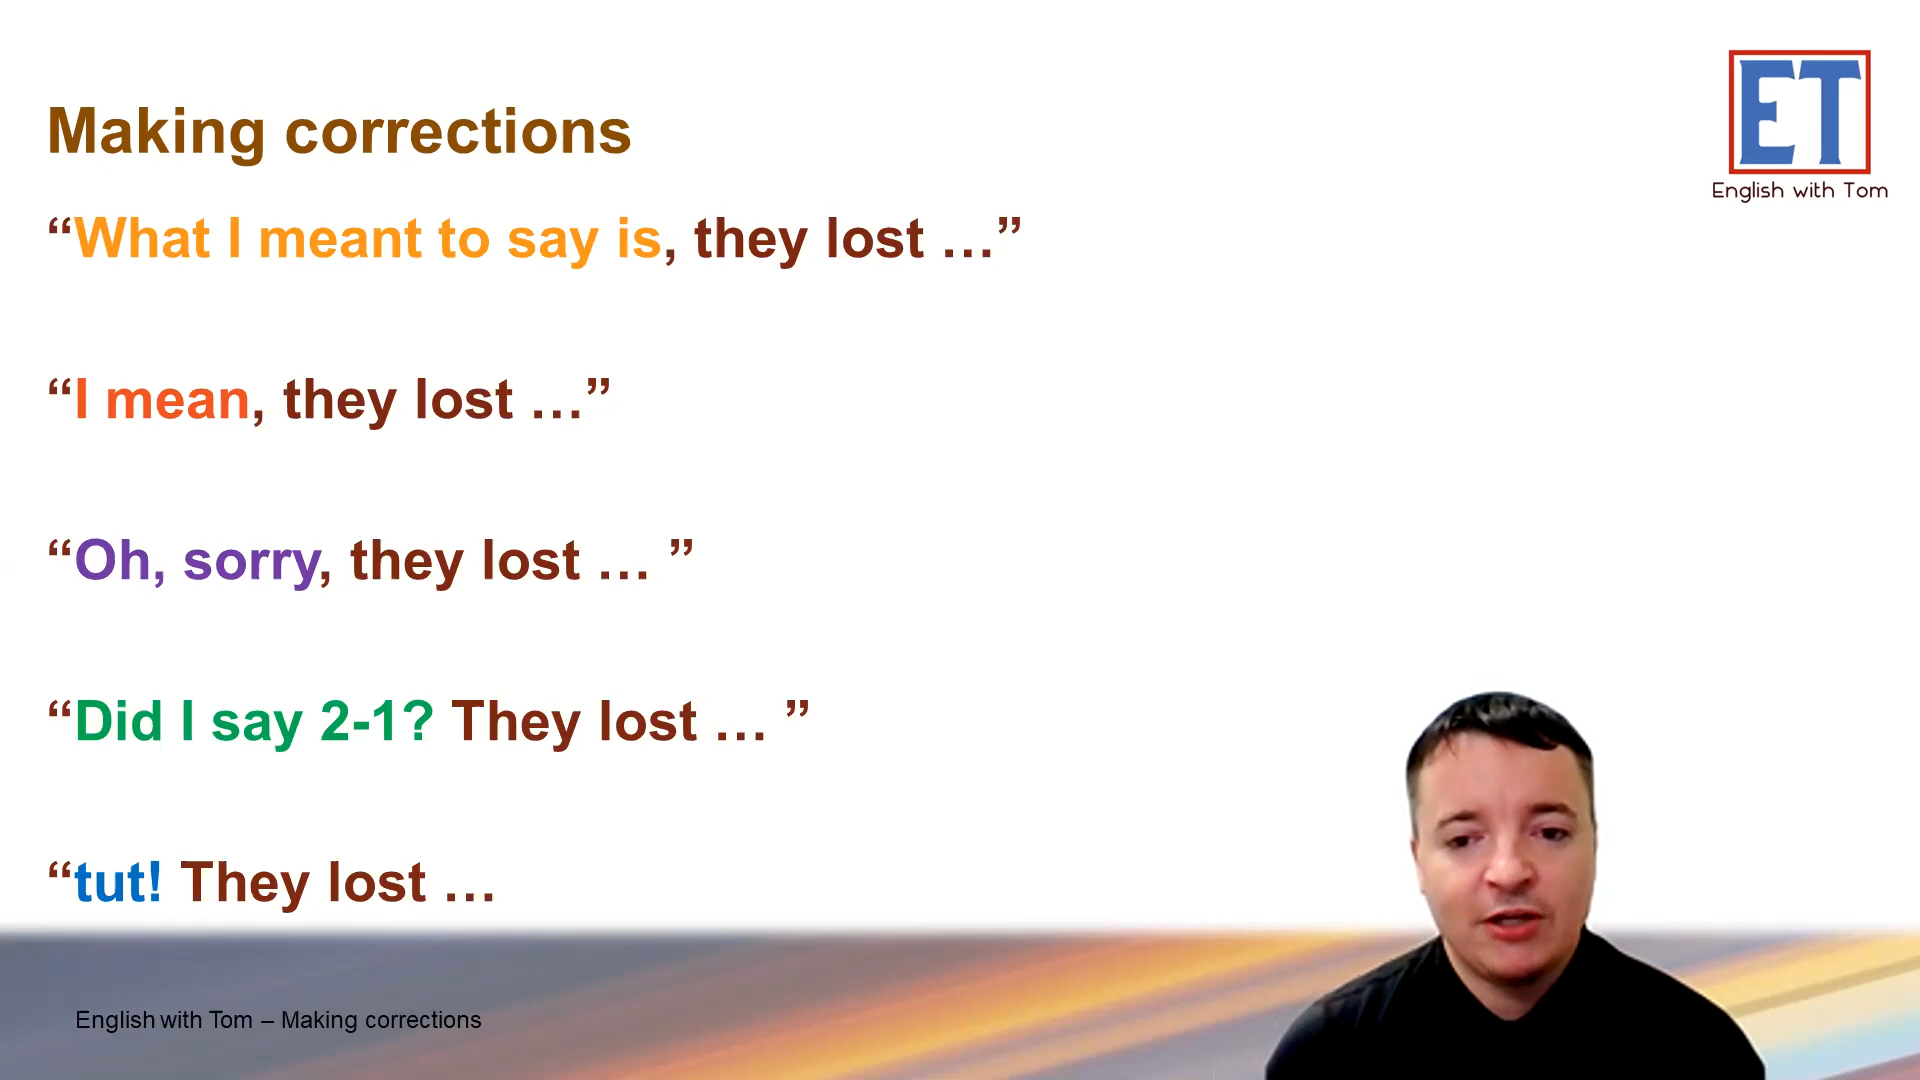 ET
English with Tom
Making corrections
“What I meant to say is, they lost …”
“I mean, they lost …”
“Oh, sorry, they lost … ”
“Did I say 2-1? They lost … ”
“tut! They lost …
English with Tom – Making corrections